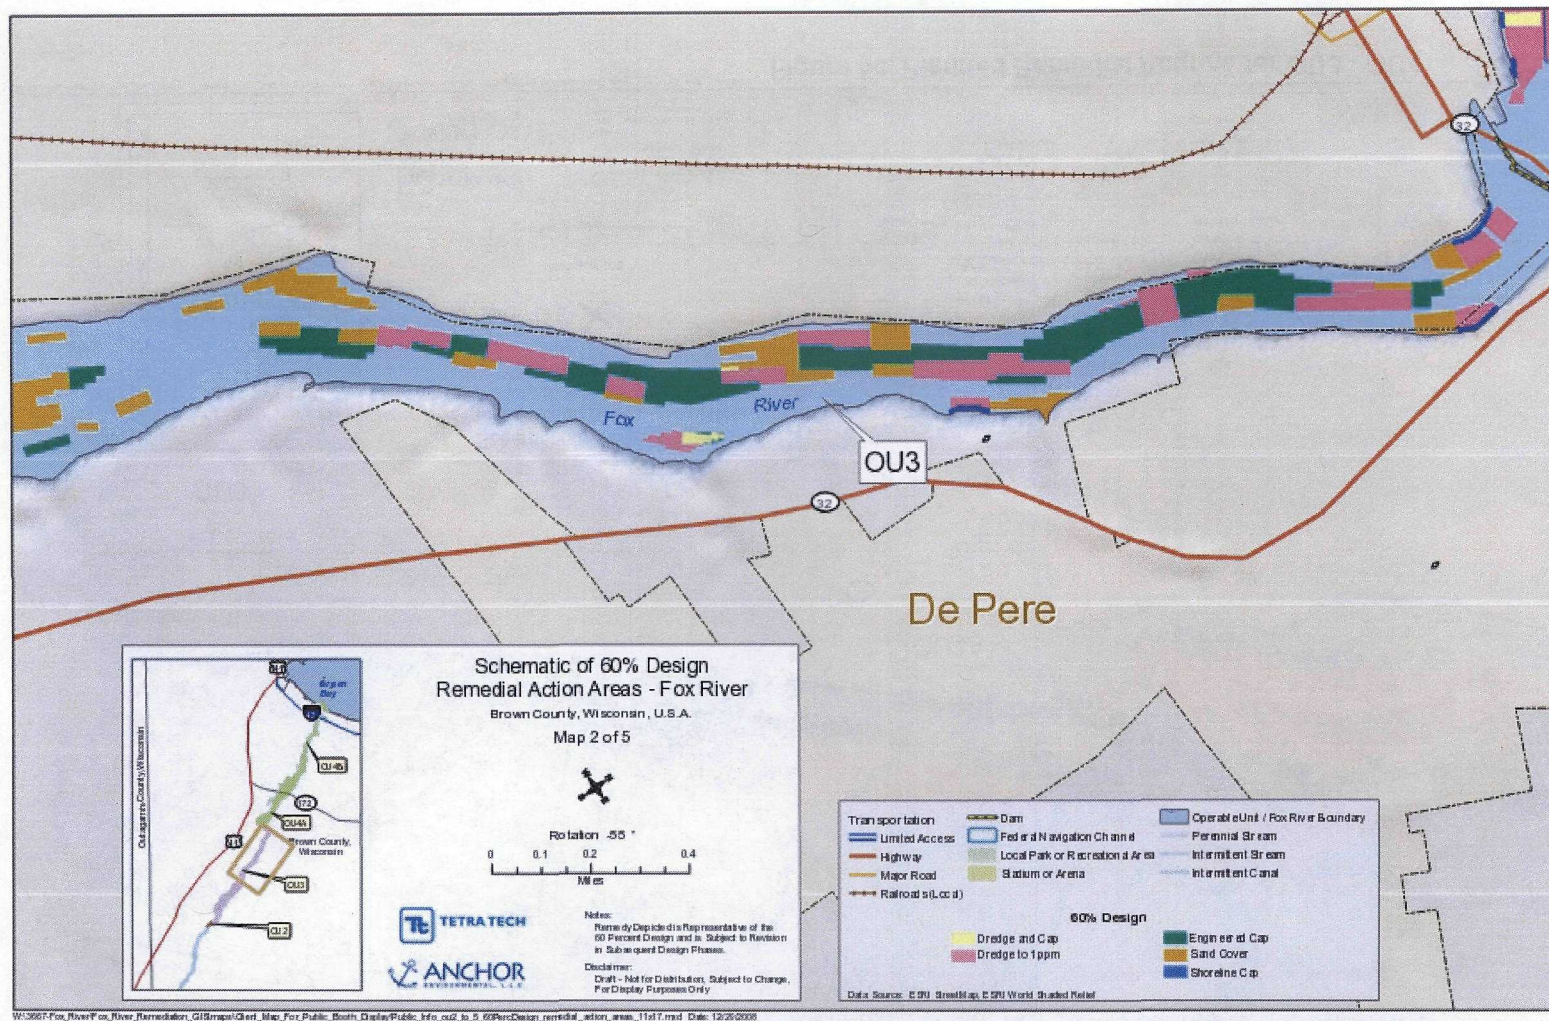 32
Fox
River
OU3
32
De Pere
Schematic of 60% Design
Remedial Action Areas - Fox River
Brown County, Wisconsin, U.S.A.
Map 2 of 5
Rotation -55 °
0 0.1 0.2 0.4
Miles
TETRA TECH
ANCHOR
ENVIRONMENTAL, L.L.C.
Notes:
Remedy Depicted is Representative of the
60 Percent Design and is Subject to Revision
in Subsequent Design Phases.
Disclaimer:
Draft - Not for Distribution, Subject to Change,
For Display Purposes Only
Green
Bay
Outagamie County, Wisconsin
OU4B
172
OU4A
Brown County,
Wisconsin
OU3
OU2
Transportation
Limited Access
Highway
Major Road
Railroads (Local)
Dam
Federal Navigation Channel
Local Park or Recreational Area
Stadium or Arena
Operable Unit / Fox River Boundary
Perennial Stream
Intermittent Stream
Intermittent Canal
60% Design
Dredge and Cap
Dredge to 1ppm
Engineered Cap
Sand Cover
Shoreline Cap
Data Source: ESRI StreetMap, ESRI World Shaded Relief